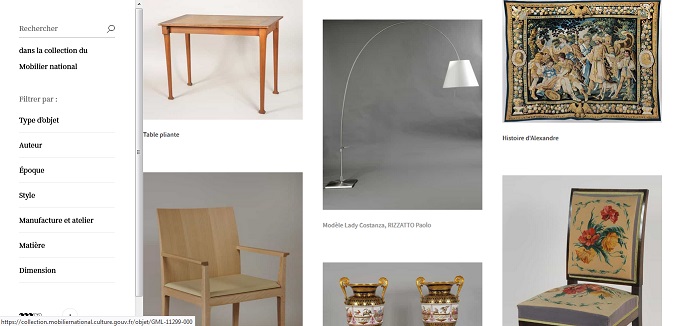 Rechercher
dans la collection du
Mobilier national
Filtrer par :
Type d'objet
Auteur
Époque
Style
Manufacture et atelier
Matière
Dimension
Table pliante
Modèle Lady Costanza, RIZZATTO Paolo
Histoire d'Alexandre
https://collection.mobiliernational.culture.gouv.fr/objet/GML-11299-000